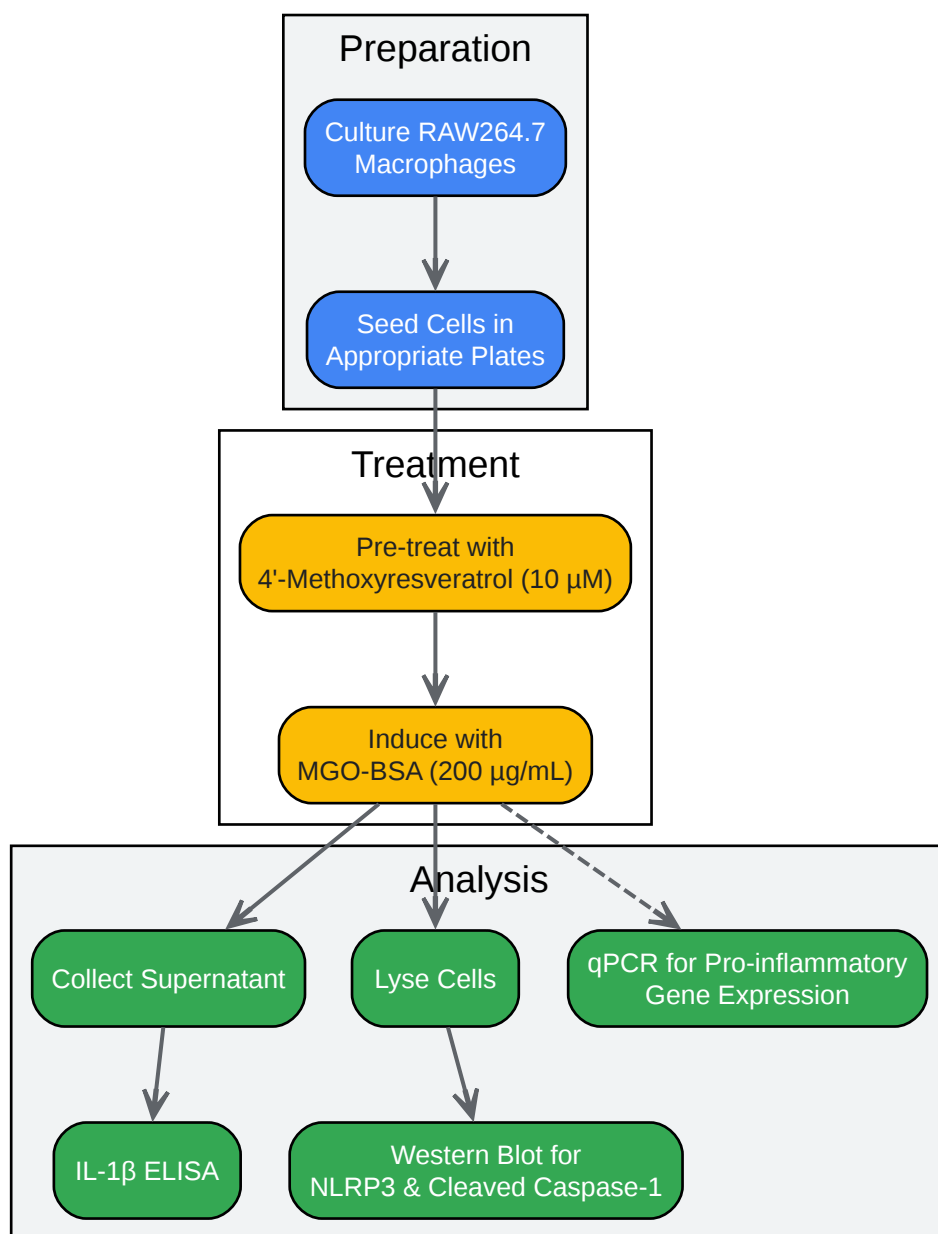 Preparation
Culture RAW264.7
Macrophages
Seed Cells in
Appropriate Plates
Treatment
Pre-treat with
4'-Methoxyresveratrol (10 µM)
Induce with
MGO-BSA (200 µg/mL)
Analysis
Collect Supernatant
Lyse Cells
qPCR for Pro-inflammatory
Gene Expression
IL-1β ELISA
Western Blot for
NLRP3 & Cleaved Caspase-1